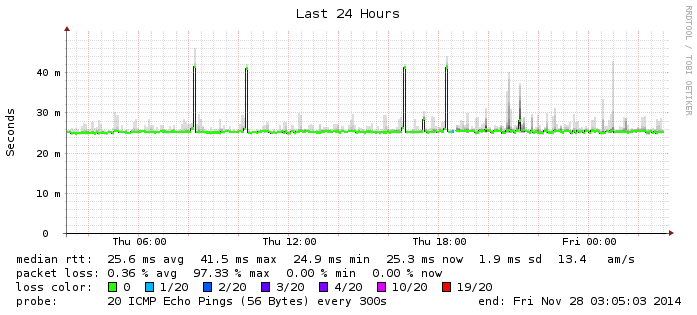 Last 24 Hours
RRDTOOL / TOBI OETIKER
Seconds
40 m
30 m
20 m
10 m
0
Thu 06:00 Thu 12:00 Thu 18:00 Fri 00:00
median rtt: 25.6 ms avg 41.5 ms max 24.9 ms min 25.3 ms now 1.9 ms sd 13.4 am/s
packet loss: 0.36 % avg 97.33 % max 0.00 % min 0.00 % now
loss color: 0 1/20 2/20 3/20 4/20 10/20 19/20
probe: 20 ICMP Echo Pings (56 Bytes) every 300s end: Fri Nov 28 03:05:03 2014